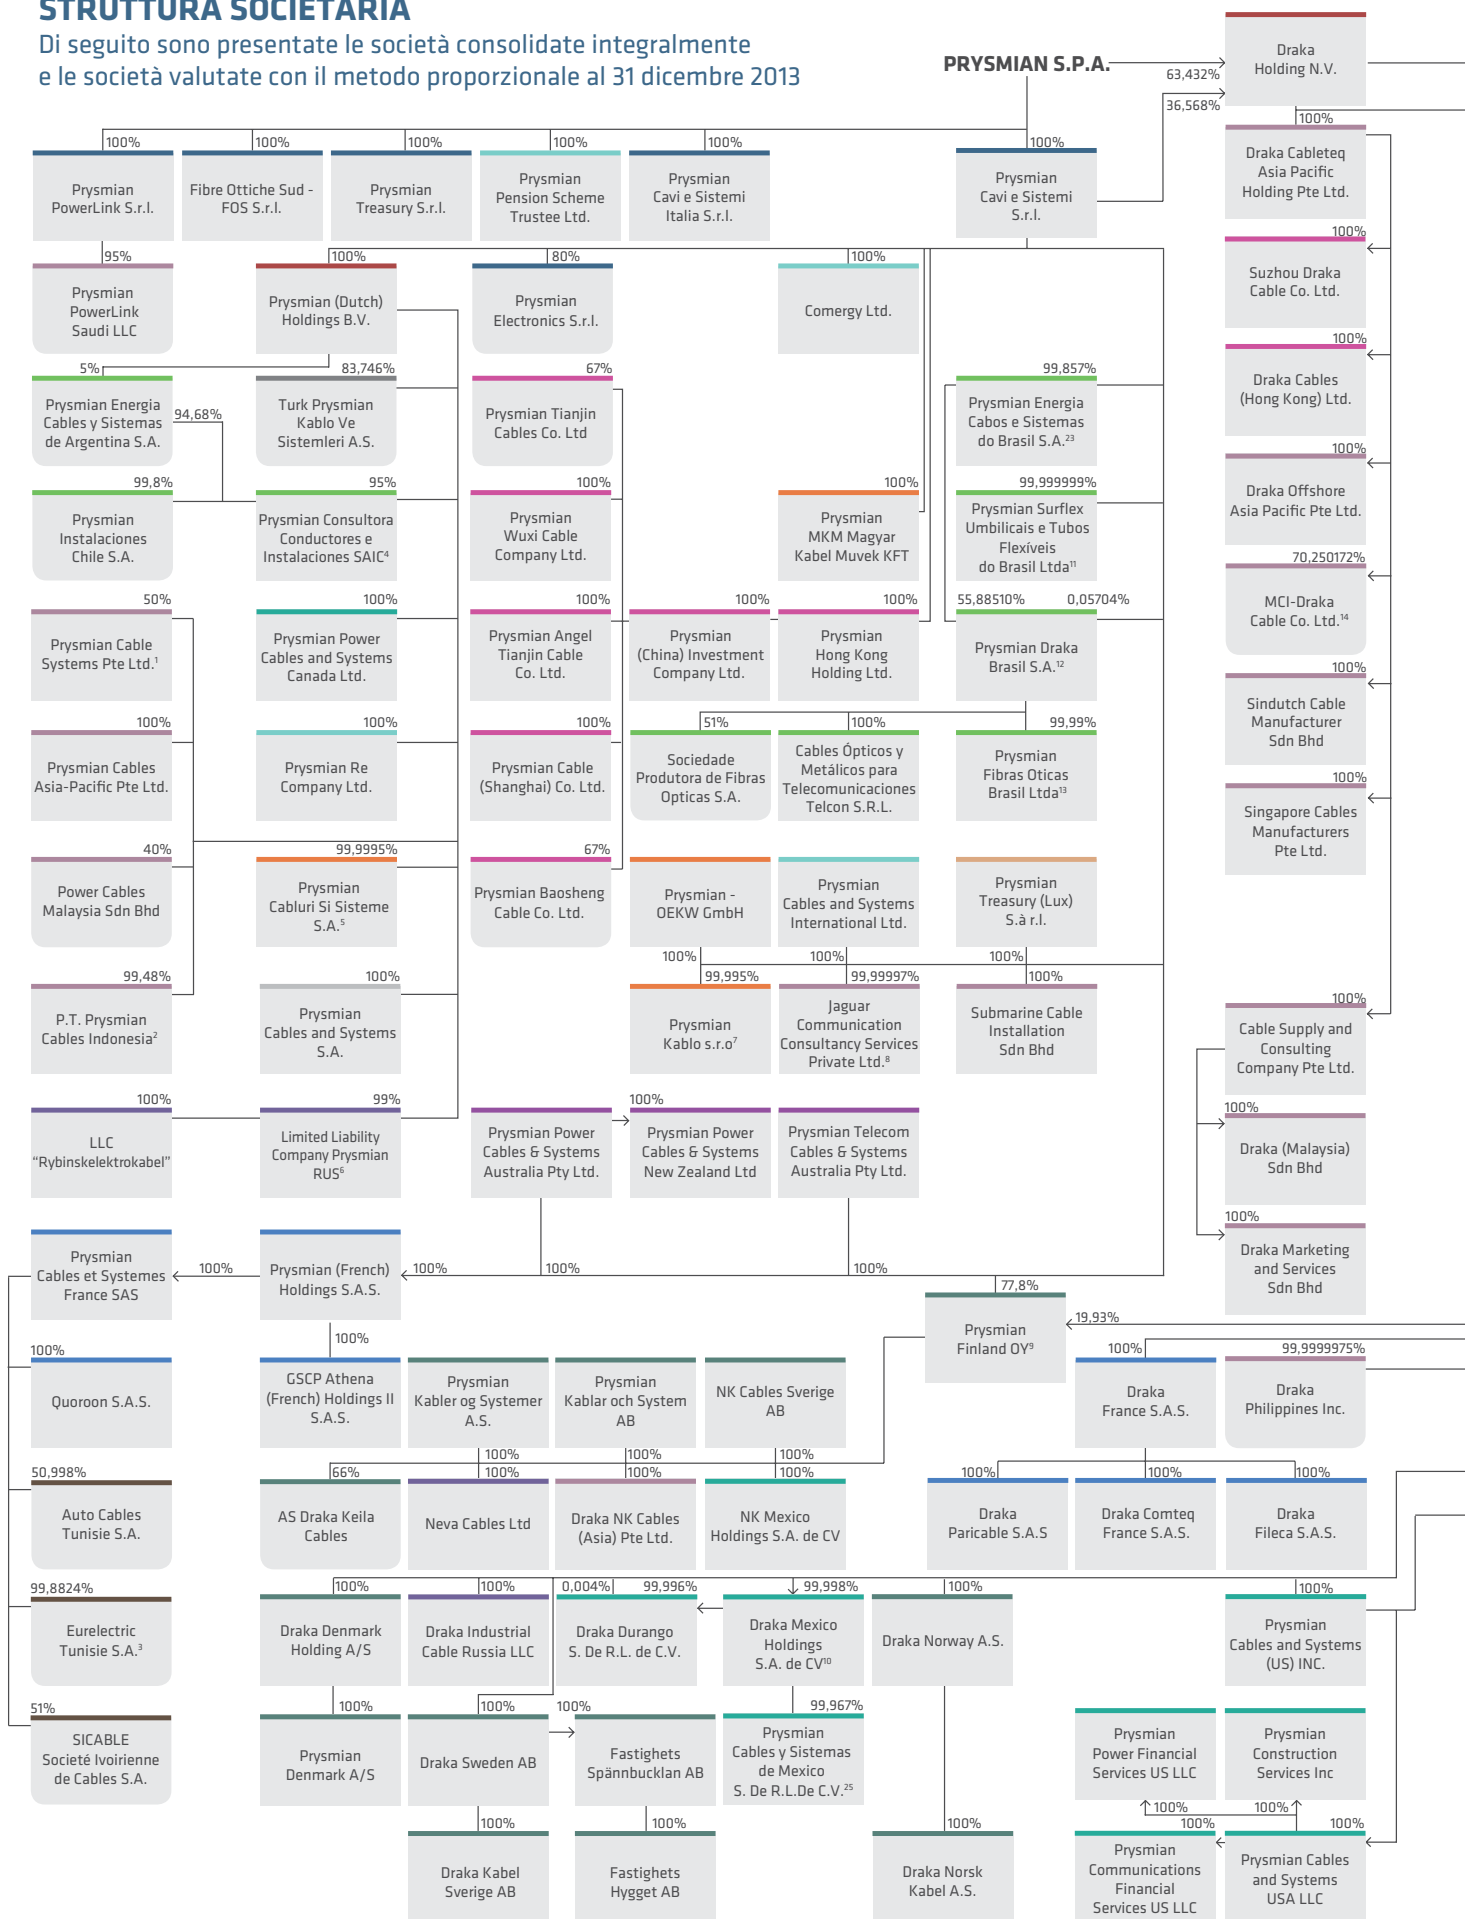 STRUTTURA SOCIETARIA
Di seguito sono presentate le società consolidate integralmente
e le società valutate con il metodo proporzionale al 31 dicembre 2013
PRYSMIAN S.P.A.
63,432%
36,568%
Draka
Holding N.V.
100%
100%
100%
100%
100%
100%
Prysmian
PowerLink S.r.l.
Fibre Ottiche Sud -
FOS S.r.l.
Prysmian
Treasury S.r.l.
Prysmian
Pension Scheme
Trustee Ltd.
Prysmian
Cavi e Sistemi
Italia S.r.l.
Prysmian
Cavi e Sistemi
S.r.l.
100%
Draka Cableteq
Asia Pacific
Holding Pte Ltd.
95%
Prysmian
PowerLink
Saudi LLC
100%
Prysmian (Dutch)
Holdings B.V.
80%
Prysmian
Electronics S.r.l.
100%
Comergy Ltd.
100%
Suzhou Draka
Cable Co. Ltd.
5%
Prysmian Energia
Cables y Sistemas
de Argentina S.A.
94,68%
83,746%
Turk Prysmian
Kablo Ve
Sistemleri A.S.
67%
Prysmian Tianjin
Cables Co. Ltd
99,857%
Prysmian Energia
Cabos e Sistemas
do Brasil S.A.²³
100%
Draka Cables
(Hong Kong) Ltd.
99,8%
Prysmian
Instalaciones
Chile S.A.
95%
Prysmian Consultora
Conductores e
Instalaciones SAIC⁴
100%
Prysmian
Wuxi Cable
Company Ltd.
100%
Prysmian
MKM Magyar
Kabel Muvek KFT
99,999999%
Prysmian Surflex
Umbilicais e Tubos
Flexíveis
do Brasil Ltda¹¹
100%
Draka Offshore
Asia Pacific Pte Ltd.
50%
Prysmian Cable
Systems Pte Ltd.¹
100%
Prysmian Power
Cables and Systems
Canada Ltd.
100%
Prysmian Angel
Tianjin Cable
Co. Ltd.
100%
Prysmian
(China) Investment
Company Ltd.
100%
Prysmian
Hong Kong
Holding Ltd.
55,88510%
0,05704%
Prysmian Draka
Brasil S.A.¹²
70,250172%
MCI-Draka
Cable Co. Ltd.¹⁴
100%
Prysmian Cables
Asia-Pacific Pte Ltd.
100%
Prysmian Re
Company Ltd.
100%
Prysmian Cable
(Shanghai) Co. Ltd.
51%
Sociedade
Produtora de Fibras
Opticas S.A.
100%
Cables Ópticos y
Metálicos para
Telecomunicaciones
Telcon S.R.L.
99,99%
Prysmian
Fibras Oticas
Brasil Ltda¹³
100%
Sindutch Cable
Manufacturer
Sdn Bhd
100%
Singapore Cables
Manufacturers
Pte Ltd.
40%
Power Cables
Malaysia Sdn Bhd
99,9995%
Prysmian
Cabluri Si Sisteme
S.A.⁵
67%
Prysmian Baosheng
Cable Co. Ltd.
Prysmian -
OEKW GmbH
100%
Prysmian
Cables and Systems
International Ltd.
100%
Prysmian
Treasury (Lux)
S.à r.l.
100%
99,48%
P.T. Prysmian
Cables Indonesia²
100%
Prysmian
Cables and Systems
S.A.
99,995%
Prysmian
Kablo s.r.o⁷
99,99997%
Jaguar
Communication
Consultancy Services
Private Ltd.⁸
100%
Submarine Cable
Installation
Sdn Bhd
100%
Cable Supply and
Consulting
Company Pte Ltd.
100%
LLC
“Rybinskelektrokabel”
99%
Limited Liability
Company Prysmian
RUS⁶
Prysmian Power
Cables & Systems
Australia Pty Ltd.
100%
Prysmian Power
Cables & Systems
New Zealand Ltd
Prysmian Telecom
Cables & Systems
Australia Pty Ltd.
100%
Draka (Malaysia)
Sdn Bhd
100%
Draka Marketing
and Services
Sdn Bhd
Prysmian
Cables et Systemes
France SAS
100%
Prysmian (French)
Holdings S.A.S.
100%
100%
100%
77,8%
Prysmian
Finland OY⁹
19,93%
100%
100%
Quoroon S.A.S.
GSCP Athena
(French) Holdings II
S.A.S.
Prysmian
Kabler og Systemer
A.S.
100%
Prysmian
Kablar och System
AB
100%
NK Cables Sverige
AB
100%
100%
Draka
France S.A.S.
99,9999975%
Draka
Philippines Inc.
50,998%
Auto Cables
Tunisie S.A.
66%
AS Draka Keila
Cables
100%
Neva Cables Ltd
100%
Draka NK Cables
(Asia) Pte Ltd.
100%
NK Mexico
Holdings S.A. de CV
100%
Draka
Paricable S.A.S
100%
Draka Comteq
France S.A.S.
100%
Draka
Fileca S.A.S.
99,8824%
Eurelectric
Tunisie S.A.³
100%
Draka Denmark
Holding A/S
100%
Draka Industrial
Cable Russia LLC
0,004%
99,996%
Draka Durango
S. De R.L. de C.V.
99,998%
Draka Mexico
Holdings
S.A. de CV¹⁰
100%
Draka Norway A.S.
100%
Prysmian
Cables and Systems
(US) INC.
51%
SICABLE
Societé Ivoirienne
de Cables S.A.
100%
Prysmian
Denmark A/S
100%
Draka Sweden AB
100%
Fastighets
Spännbucklan AB
99,967%
Prysmian
Cables y Sistemas
de Mexico
S. De R.L.De C.V.²⁵
Prysmian
Power Financial
Services US LLC
Prysmian
Construction
Services Inc
100%
100%
100%
Draka Kabel
Sverige AB
100%
Fastighets
Hygget AB
100%
Draka Norsk
Kabel A.S.
100%
Prysmian
Communications
Financial
Services US LLC
100%
Prysmian Cables
and Systems
USA LLC